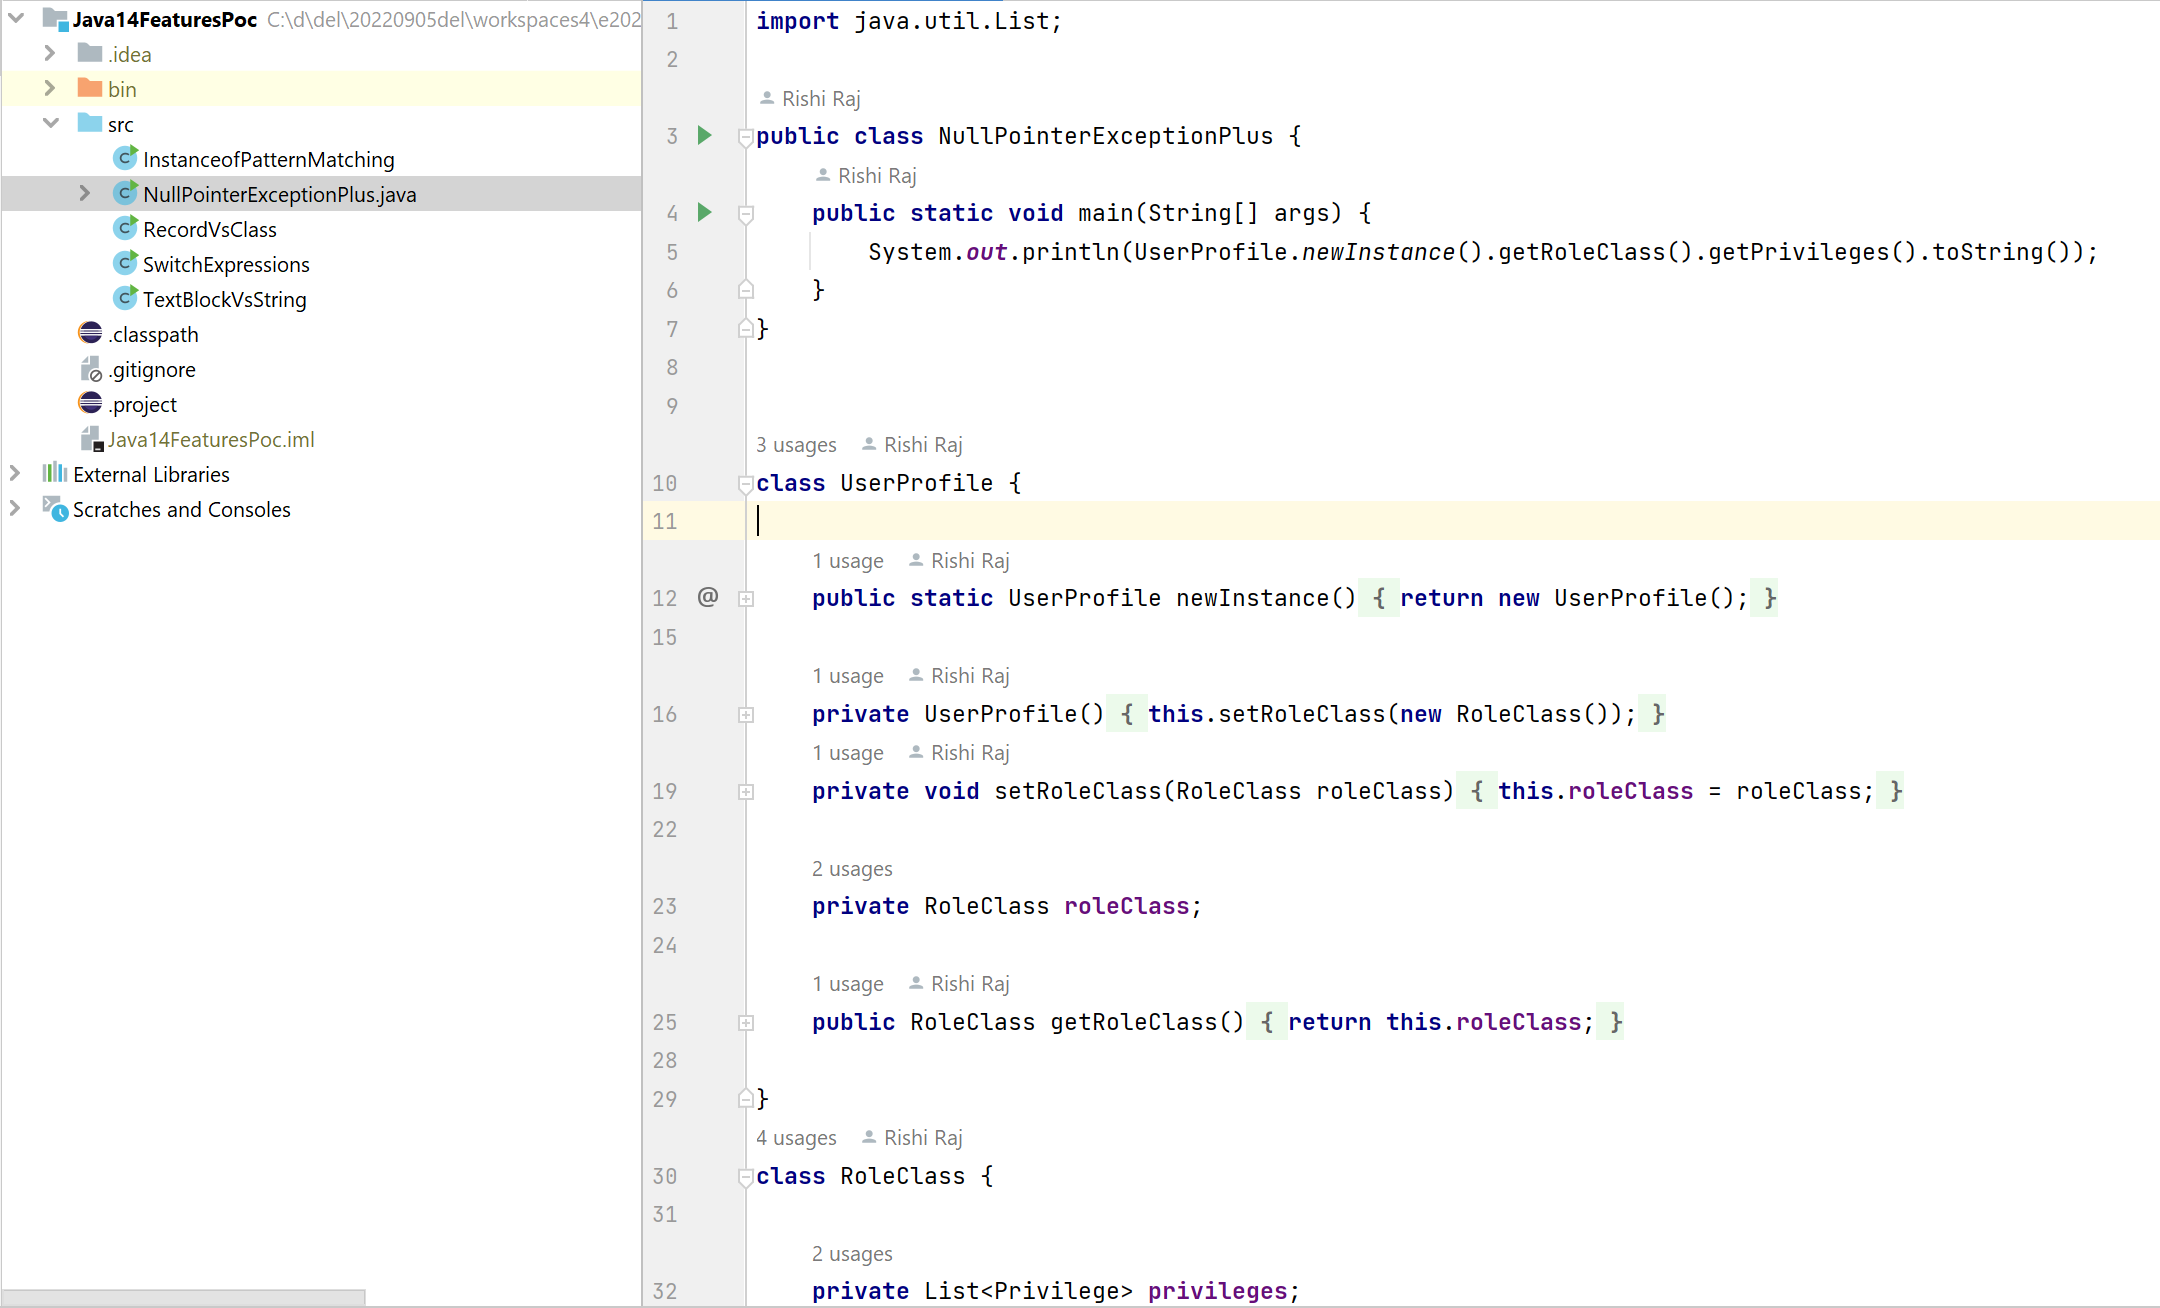 Java14FeaturesPoc C:\d\del\20220905del\workspaces4\e202
.idea
bin
src
InstanceofPatternMatching
NullPointerExceptionPlus.java
RecordVsClass
SwitchExpressions
TextBlockVsString
.classpath
.gitignore
.project
Java14FeaturesPoc.iml
External Libraries
Scratches and Consoles
1 import java.util.List;
2
Rishi Raj
3 public class NullPointerExceptionPlus {
Rishi Raj
4 public static void main(String[] args) {
5 System.out.println(UserProfile.newInstance().getRoleClass().getPrivileges().toString());
6 }
7 }
8
9
3 usages Rishi Raj
10 class UserProfile {
11
1 usage Rishi Raj
12 @ public static UserProfile newInstance() { return new UserProfile(); }
15
1 usage Rishi Raj
16 private UserProfile() { this.setRoleClass(new RoleClass()); }
1 usage Rishi Raj
19 private void setRoleClass(RoleClass roleClass) { this.roleClass = roleClass; }
22
2 usages
23 private RoleClass roleClass;
24
1 usage Rishi Raj
25 public RoleClass getRoleClass() { return this.roleClass; }
28
29 }
4 usages Rishi Raj
30 class RoleClass {
31
2 usages
32 private List<Privilege> privileges;